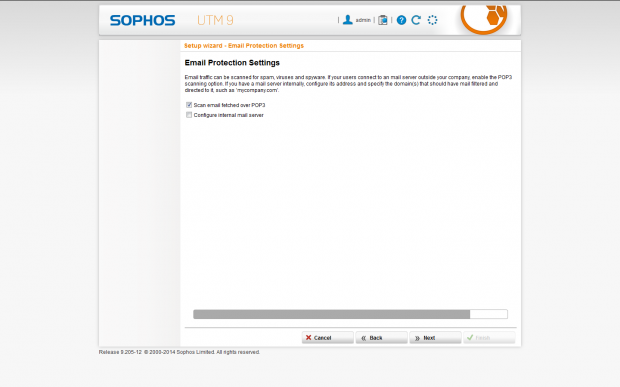 SOPHOS UTM 9 admin
Setup wizard - Email Protection Settings
Email Protection Settings
Email traffic can be scanned for spam, viruses and spyware. If your users connect to an mail server outside your company, enable the POP3
scanning option. If you have a mail server internally, configure its address and specify the domain(s) that should have mail filtered and
directed to it, such as 'mycompany.com'.
Scan email fetched over POP3
Configure internal mail server
Cancel Back Next Finish
Release 9.205-12 © 2000-2014 Sophos Limited. All rights reserved.